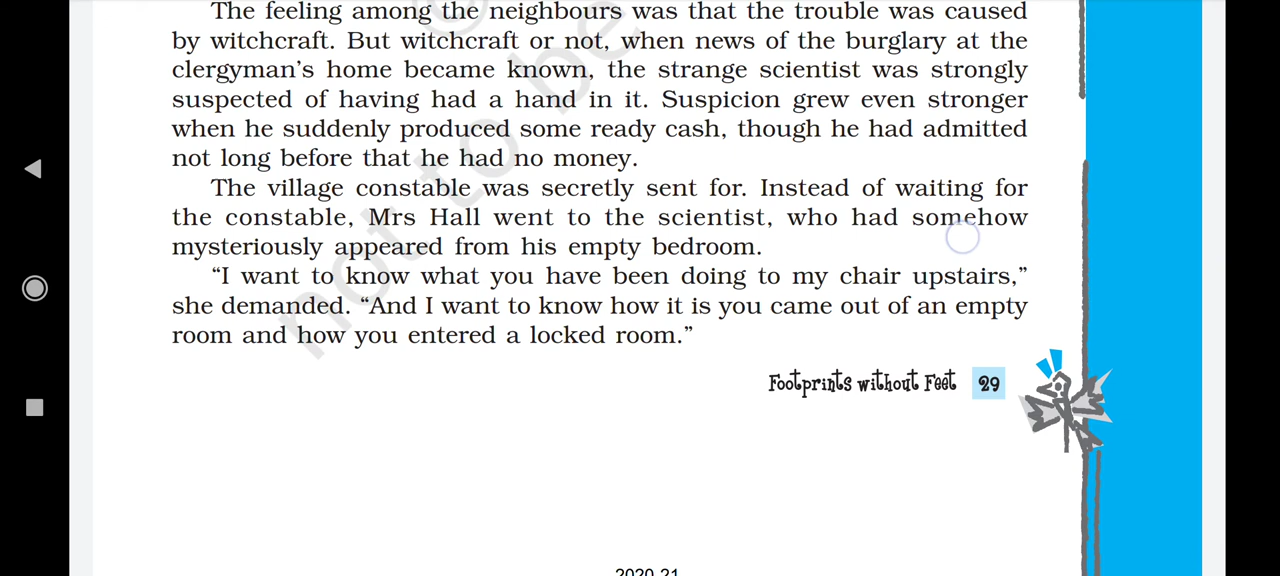 The feeling among the neighbours was that the trouble was caused
by witchcraft. But witchcraft or not, when news of the burglary at the
clergyman's home became known, the strange scientist was strongly
suspected of having had a hand in it. Suspicion grew even stronger
when he suddenly produced some ready cash, though he had admitted
not long before that he had no money.
The village constable was secretly sent for. Instead of waiting for
the constable, Mrs Hall went to the scientist, who had somehow
mysteriously appeared from his empty bedroom.
“I want to know what you have been doing to my chair upstairs,”
she demanded. “And I want to know how it is you came out of an empty
room and how you entered a locked room.”
Footprints without Feet 29
not to be
2020-21